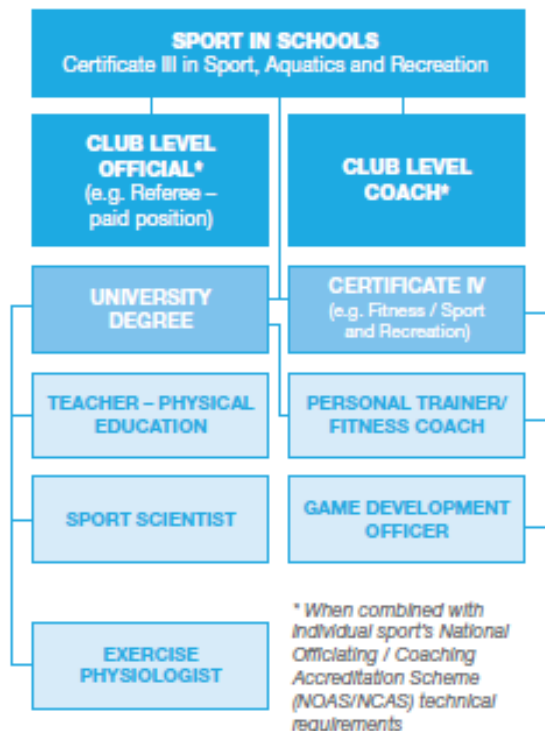 SPORT IN SCHOOLS
Certificate III in Sport, Aquatics and Recreation
CLUB LEVEL
OFFICIAL*
(e.g. Referee –
paid position)
CLUB LEVEL
COACH*
UNIVERSITY
DEGREE
CERTIFICATE IV
(e.g. Fitness / Sport
and Recreation)
TEACHER – PHYSICAL
EDUCATION
PERSONAL TRAINER/
FITNESS COACH
SPORT SCIENTIST
GAME DEVELOPMENT
OFFICER
EXERCISE
PHYSIOLOGIST
* When combined with
individual sport's National
Officiating / Coaching
Accreditation Scheme
(NOAS/NCAS) technical
requirements